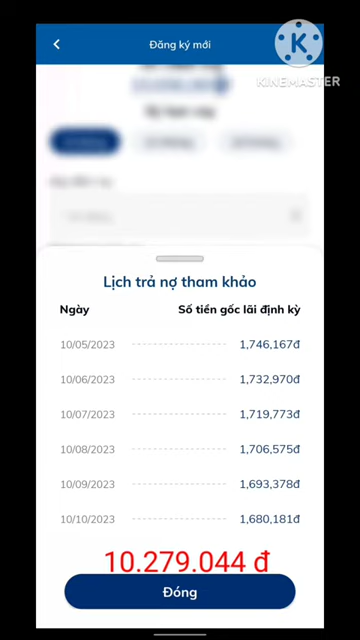 Đăng ký mới
K
KINEMASTER
Lịch trả nợ tham khảo
Ngày Số tiền gốc lãi định kỳ
10/05/2023 1,746,167đ
10/06/2023 1,732,970đ
10/07/2023 1,719,773đ
10/08/2023 1,706,575đ
10/09/2023 1,693,378đ
10/10/2023 1,680,181đ
10.279.044 đ
Đóng